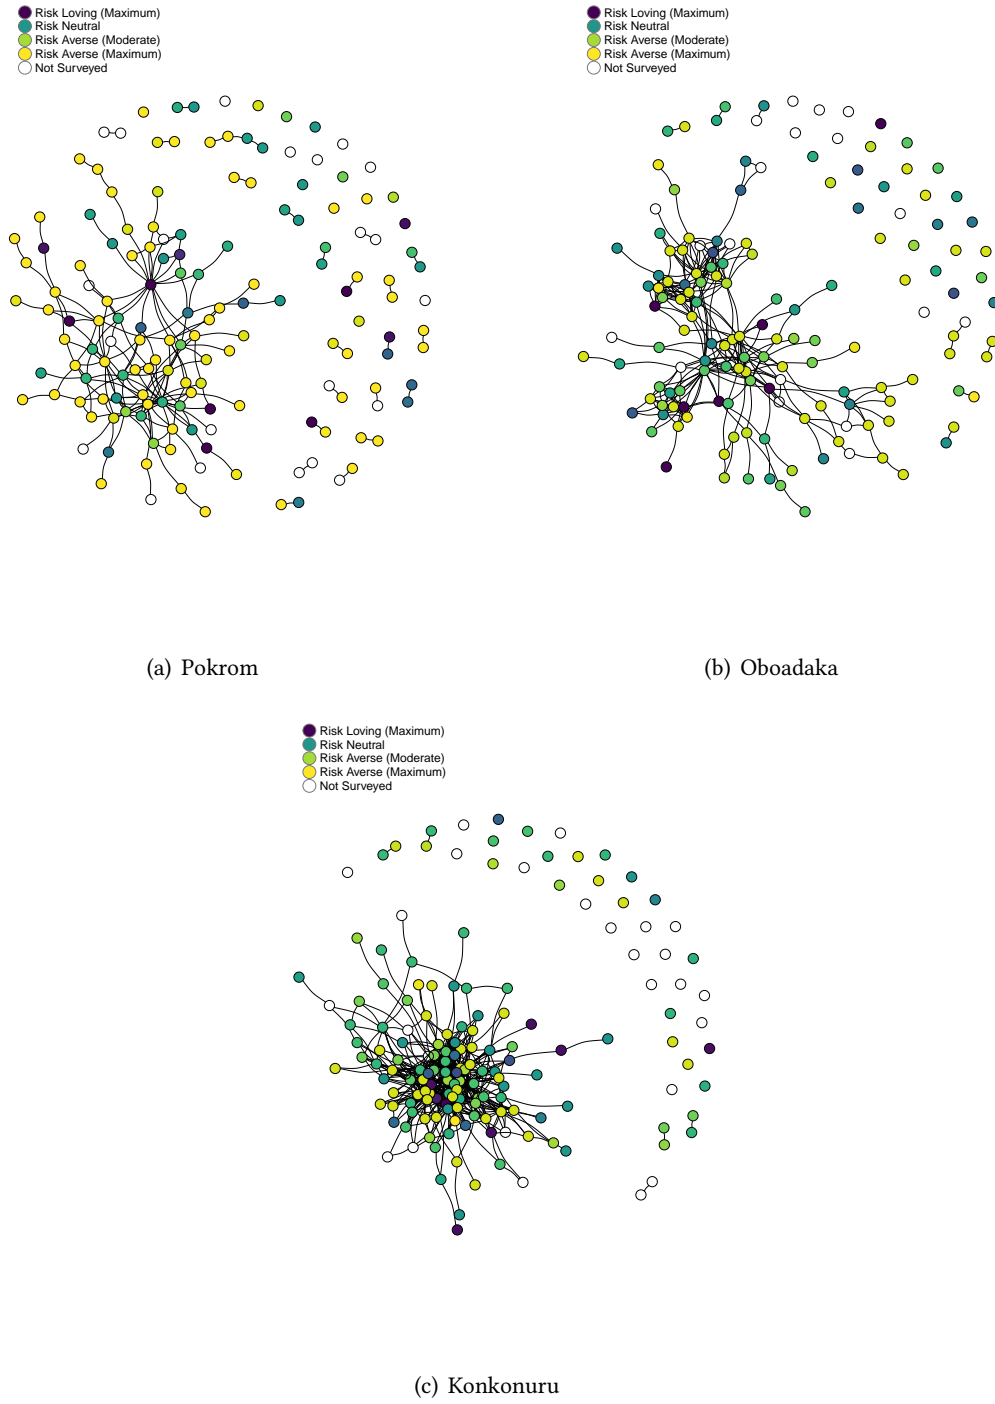 Risk Loving (Maximum)
Risk Neutral
Risk Averse (Moderate)
Risk Averse (Maximum)
Not Surveyed
(a) Pokrom
Risk Loving (Maximum)
Risk Neutral
Risk Averse (Moderate)
Risk Averse (Maximum)
Not Surveyed
(b) Oboadaka
Risk Loving (Maximum)
Risk Neutral
Risk Averse (Moderate)
Risk Averse (Maximum)
Not Surveyed
(c) Konkonuru